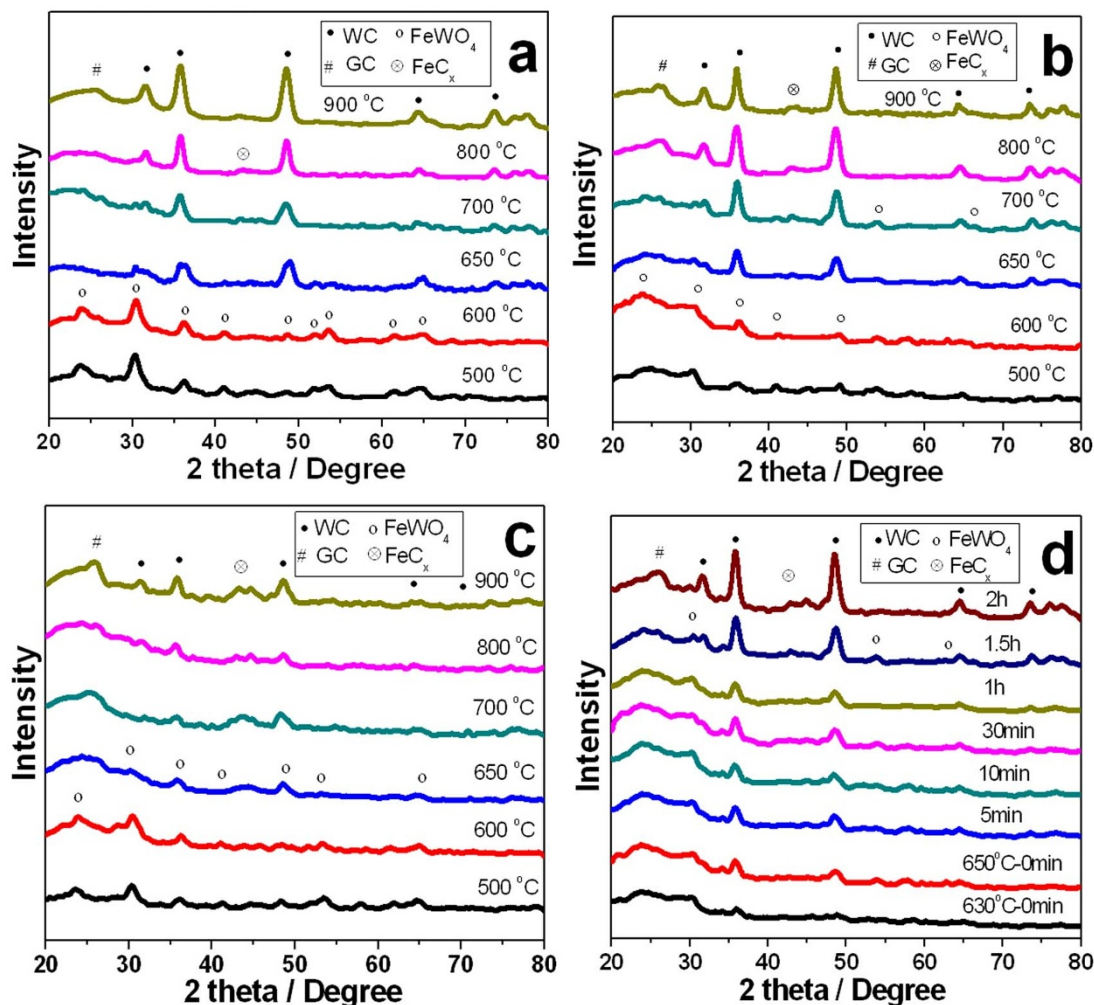 a
• WC o FeWO4
# GC ⊗ FeCx
#
900 °C
800 °C
⊗
700 °C
650 °C
o o o o o o o o o
600 °C
500 °C
Intensity
20 30 40 50 60 70 80
2 theta / Degree
b
• WC o FeWO4
# GC ⊗ FeCx
#
900 °C
⊗
800 °C
700 °C
o o
650 °C
o o o o o
600 °C
500 °C
Intensity
20 30 40 50 60 70 80
2 theta / Degree
c
• WC o FeWO4
# GC ⊗ FeCx
#
⊗
900 °C
800 °C
700 °C
650 °C
o o o o o o
o
600 °C
500 °C
Intensity
20 30 40 50 60 70 80
2 theta / Degree
d
• WC o FeWO4
# GC ⊗ FeCx
#
⊗
2h
o o o
1.5h
1h
30min
10min
5min
650°C-0min
630°C-0min
Intensity
20 30 40 50 60 70 80
2 theta / Degree